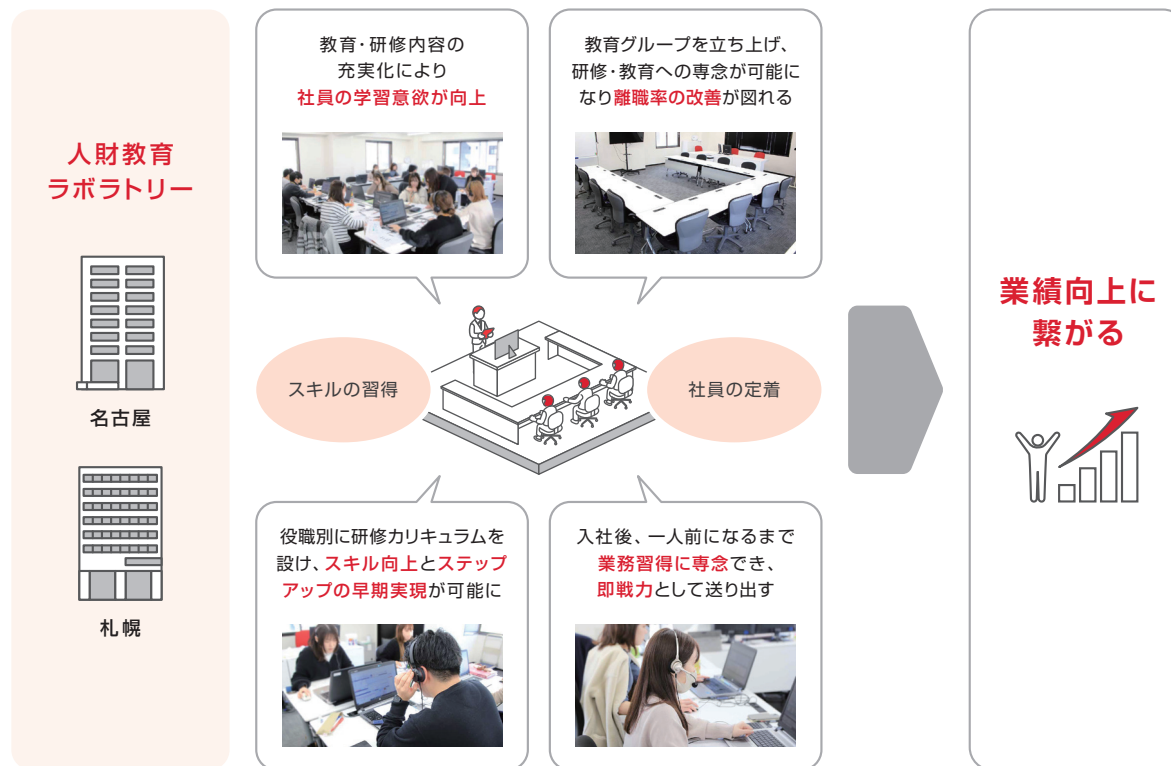 人財教育
ラボラトリー
名古屋
札幌
教育・研修内容の
充実化により
社員の学習意欲が向上
教育グループを立ち上げ、
研修・教育への専念が可能に
なり離職率の改善が図れる
スキルの習得
社員の定着
役職別に研修カリキュラムを
設け、スキル向上とステップ
アップの早期実現が可能に
入社後、一人前になるまで
業務習得に専念でき、
即戦力として送り出す
業績向上に
繋がる